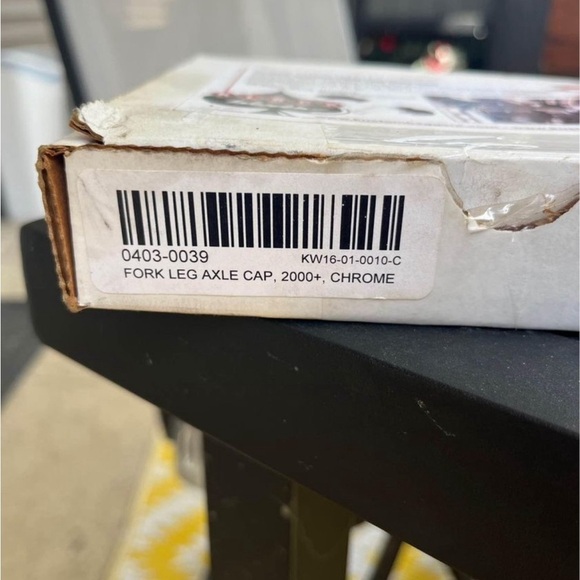 0403-0039 KW16-01-0010-C
FORK LEG AXLE CAP, 2000+, CHROME